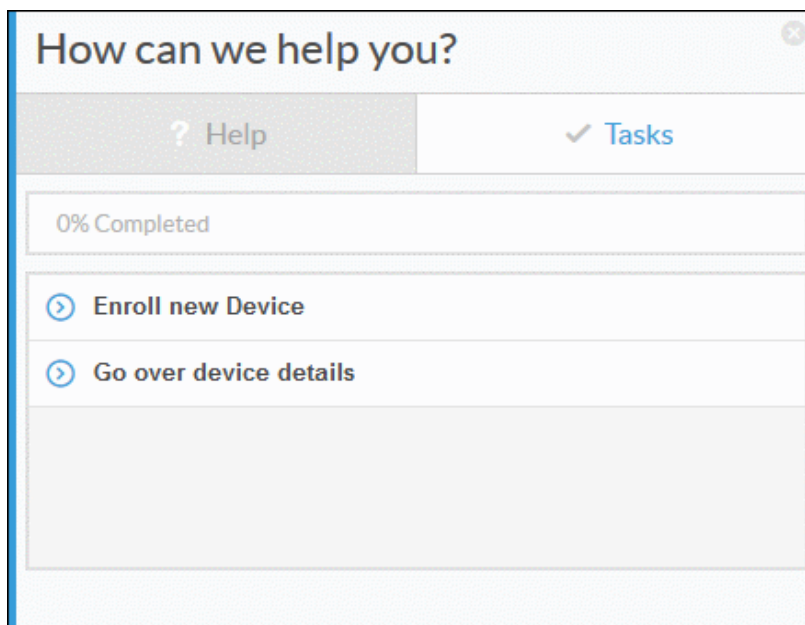 How can we help you?
? Help
Tasks
0% Completed
Enroll new Device
Go over device details